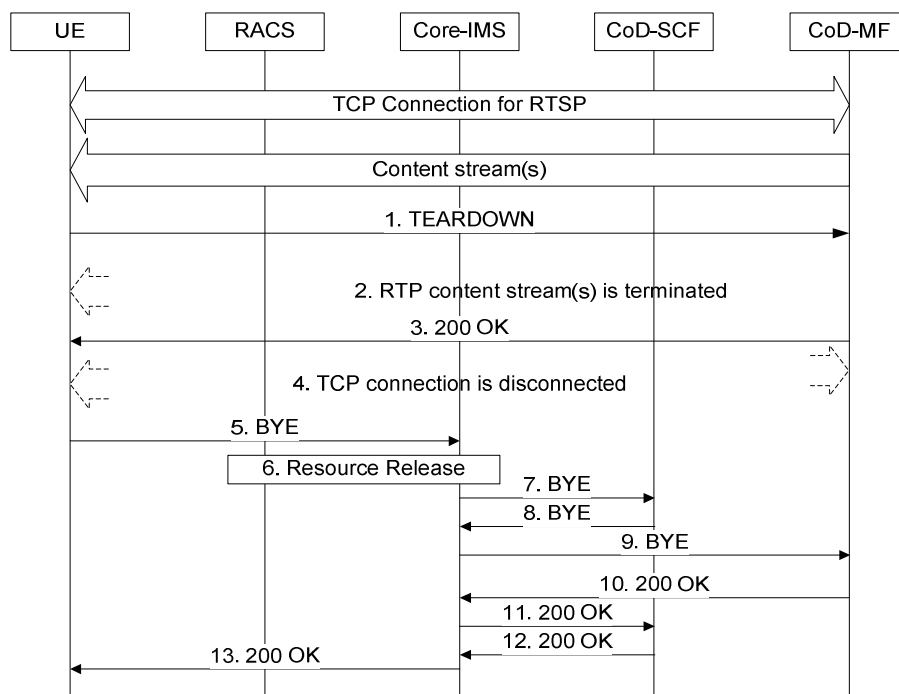 UE
RACS
Core-IMS
CoD-SCF
CoD-MF
TCP Connection for RTSP
Content stream(s)
1. TEARDOWN
2. RTP content stream(s) is terminated
3. 200 OK
4. TCP connection is disconnected
5. BYE
6. Resource Release
7. BYE
8. BYE
9. BYE
10. 200 OK
11. 200 OK
12. 200 OK
13. 200 OK